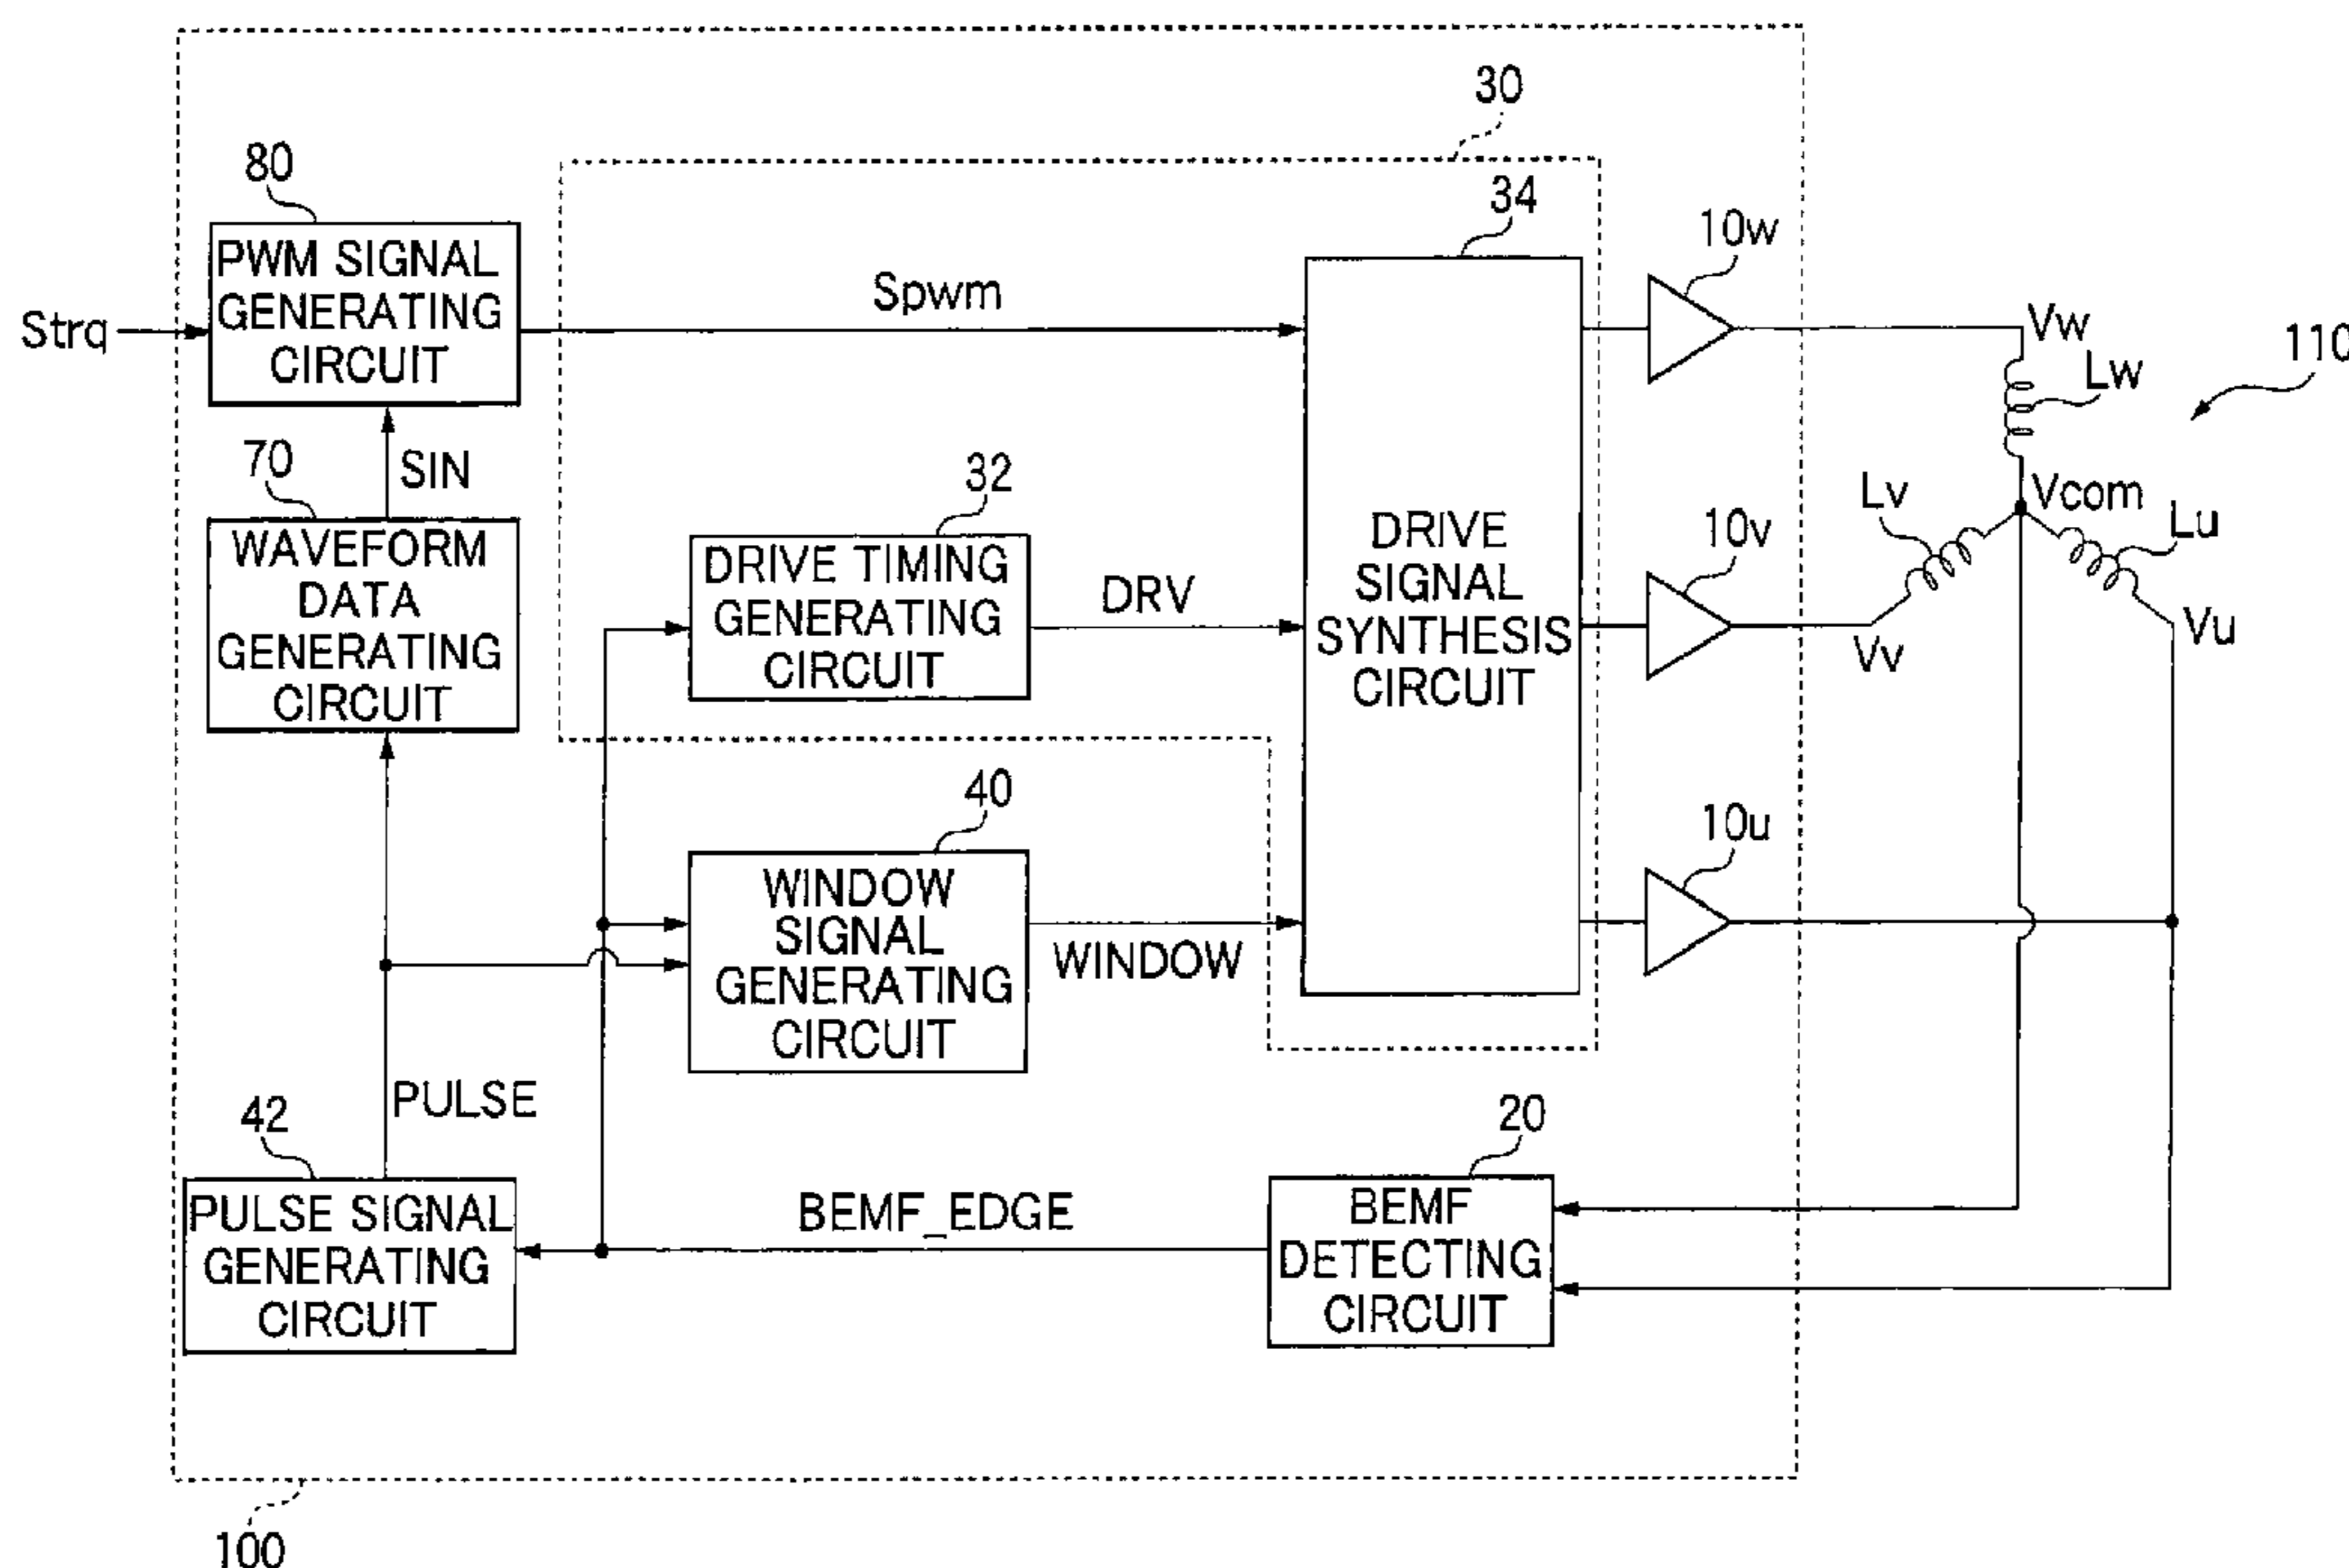 30
80
34
10w
PWM SIGNAL
GENERATING
CIRCUIT
Strq
Spwm
Vw
Lw
110
70
SIN
32
Lv
Vcom
Lu
10v
WAVEFORM
DATA
GENERATING
CIRCUIT
DRIVE TIMING
GENERATING
CIRCUIT
DRV
DRIVE
SIGNAL
SYNTHESIS
CIRCUIT
Vv
Vu
40
10u
WINDOW
SIGNAL
GENERATING
CIRCUIT
WINDOW
PULSE
42
20
PULSE SIGNAL
GENERATING
CIRCUIT
BEMF_EDGE
BEMF
DETECTING
CIRCUIT
100